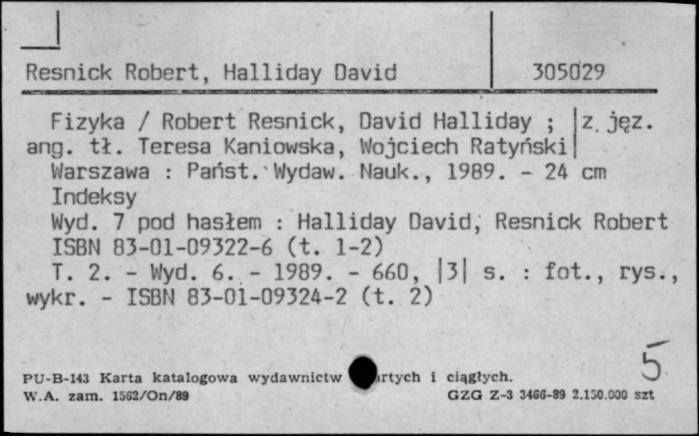 Resnick Robert, Halliday David 305029
Fizyka / Robert Resnick, David Halliday ; |z jęz.
ang. tł. Teresa Kaniowska, Wojciech Ratyński|
Warszawa : Państ. Wydaw. Nauk., 1989. - 24 cm
Indeksy
Wyd. 7 pod hasłem : Halliday David, Resnick Robert
ISBN 83-01-09322-6 (t. 1-2)
T. 2. - Wyd. 6. - 1989. - 660, |3| s. : fot., rys.,
wykr. - ISBN 83-01-09324-2 (t. 2)
5
PU-B-143 Karta katalogowa wydawnictw rtych i ciągłych.
W.A. zam. 1562/On/89 GZG Z-3 3466-89 2.150.000 szt